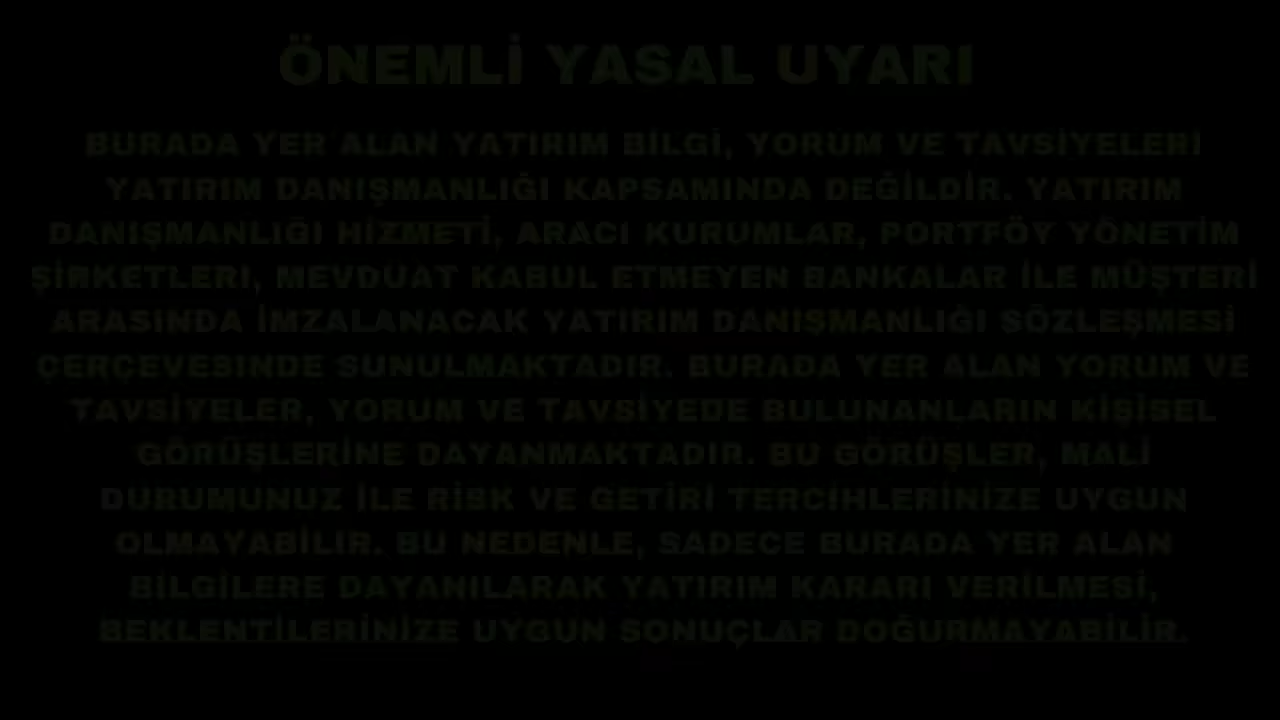 ÖNEMLİ YASAL UYARI
BURADA YER ALAN YATIRIM BİLGİ, YORUM VE TAVSİYELERİ
YATIRIM DANIŞMANLIĞI KAPSAMINDA DEĞİLDİR. YATIRIM
DANIŞMANLIĞI HİZMETİ, ARACI KURUMLAR, PORTFÖY YÖNETİM
ŞİRKETLERİ, MEVDUAT KABUL ETMEYEN BANKALAR İLE MÜŞTERİ
ARASINDA İMZALANACAK YATIRIM DANIŞMANLIĞI SÖZLEŞMESİ
ÇERÇEVESİNDE SUNULMAKTADIR. BURADA YER ALAN YORUM VE
TAVSİYELER, YORUM VE TAVSİYEDE BULUNANLARIN KİŞİSEL
GÖRÜŞLERİNE DAYANMAKTADIR. BU GÖRÜŞLER, MALİ
DURUMUNUZ İLE RİSK VE GETİRİ TERCİHLERİNİZE UYGUN
OLMAYABİLİR. BU NEDENLE, SADECE BURADA YER ALAN
BİLGİLERE DAYANILARAK YATIRIM KARARI VERİLMESİ,
BEKLENTİLERİNİZE UYGUN SONUÇLAR DOĞURMAYABİLİR.